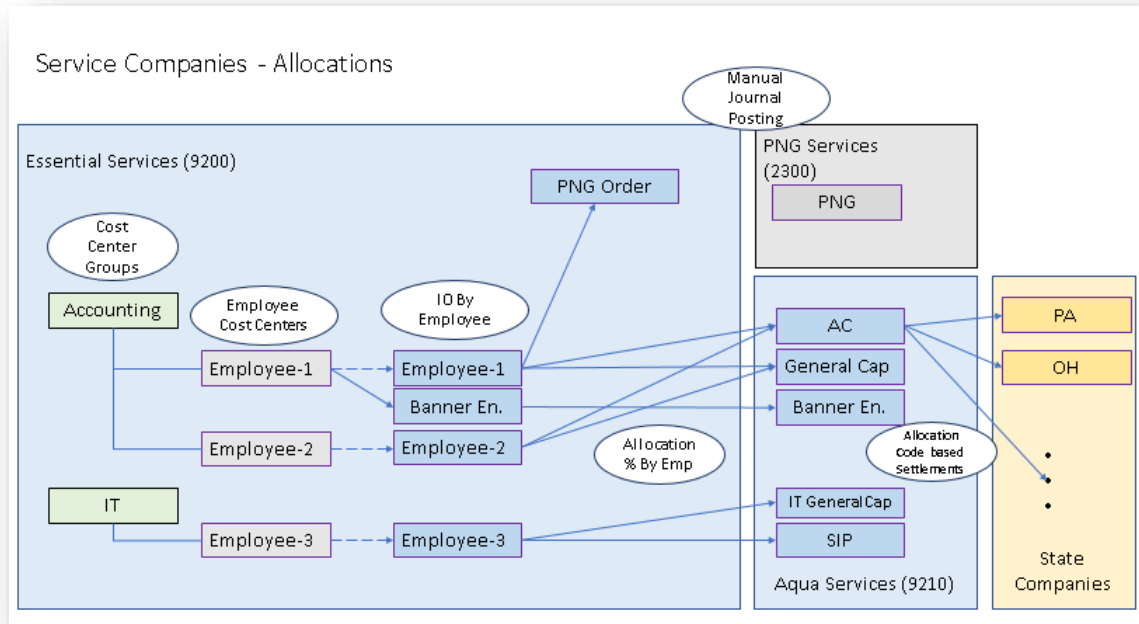 Service Companies - Allocations
Manual
Journal
Posting
Essential Services (9200)
PNG Services
(2300)
PNG Order
PNG
Cost
Center
Groups
Accounting
Employee
Cost Centers
IO By
Employee
AC
PA
Employee-1
Employee-1
General Cap
OH
Banner En.
Banner En.
Employee-2
Employee-2
Allocation
% By Emp
Allocation
Code based
Settlements
IT
IT GeneralCap
Employee-3
Employee-3
SIP
State
Companies
Aqua Services (9210)